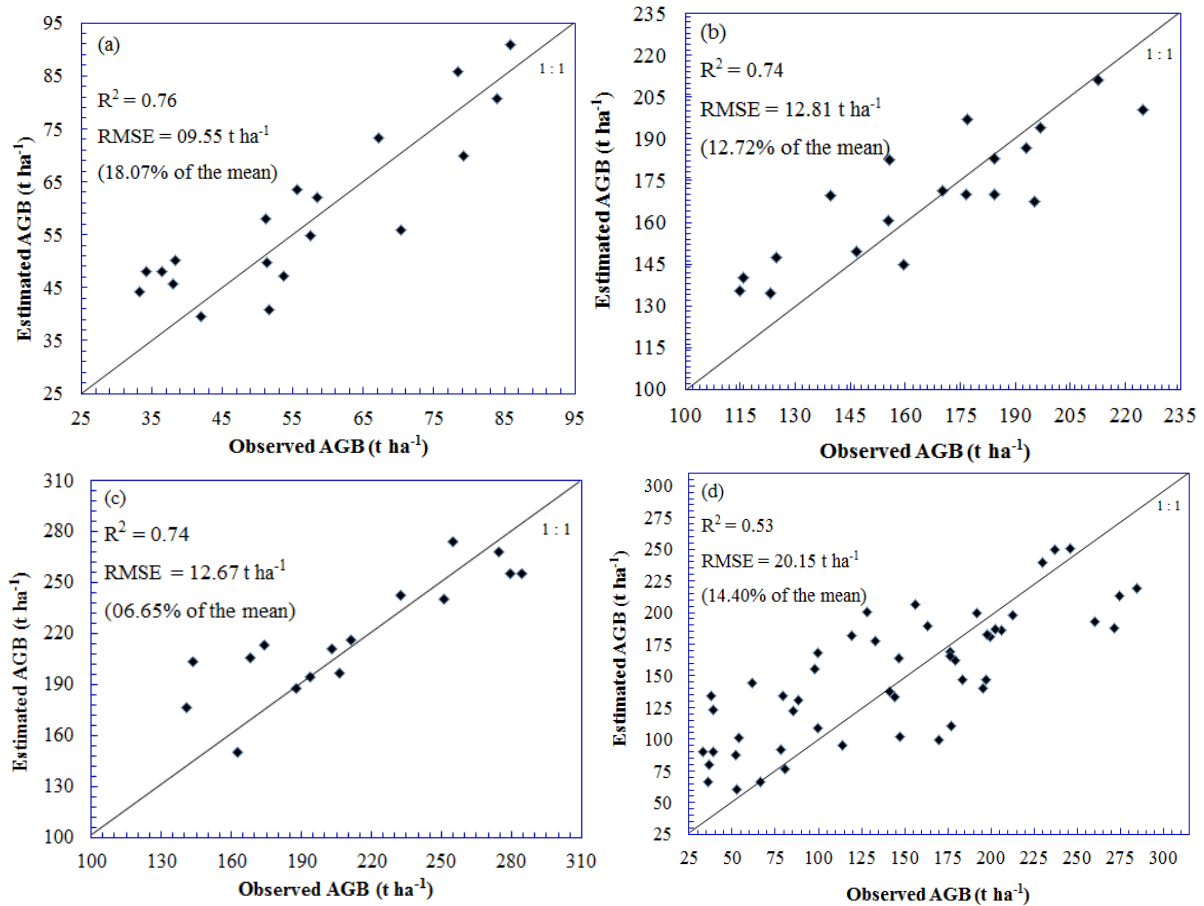 (a)
R² = 0.76
RMSE = 09.55 t ha⁻¹
(18.07% of the mean)
1 : 1
95
85
75
65
55
45
35
25
Estimated AGB (t ha⁻¹)
25 35 45 55 65 75 85 95
Observed AGB (t ha⁻¹)
(b)
R² = 0.74
RMSE = 12.81 t ha⁻¹
(12.72% of the mean)
1 : 1
235
220
205
190
175
160
145
130
115
100
Estimated AGB (t ha⁻¹)
100 115 130 145 160 175 190 205 220 235
Observed AGB (t ha⁻¹)
(c)
R² = 0.74
RMSE = 12.67 t ha⁻¹
(06.65% of the mean)
1 : 1
310
280
250
220
190
160
130
100
Estimated AGB (t ha⁻¹)
100 130 160 190 220 250 280 310
Observed AGB (t ha⁻¹)
(d)
R² = 0.53
RMSE = 20.15 t ha⁻¹
(14.40% of the mean)
1 : 1
300
275
250
225
200
175
150
125
100
75
50
25
Estimated AGB (t ha⁻¹)
25 50 75 100 125 150 175 200 225 250 275 300
Observed AGB (t ha⁻¹)